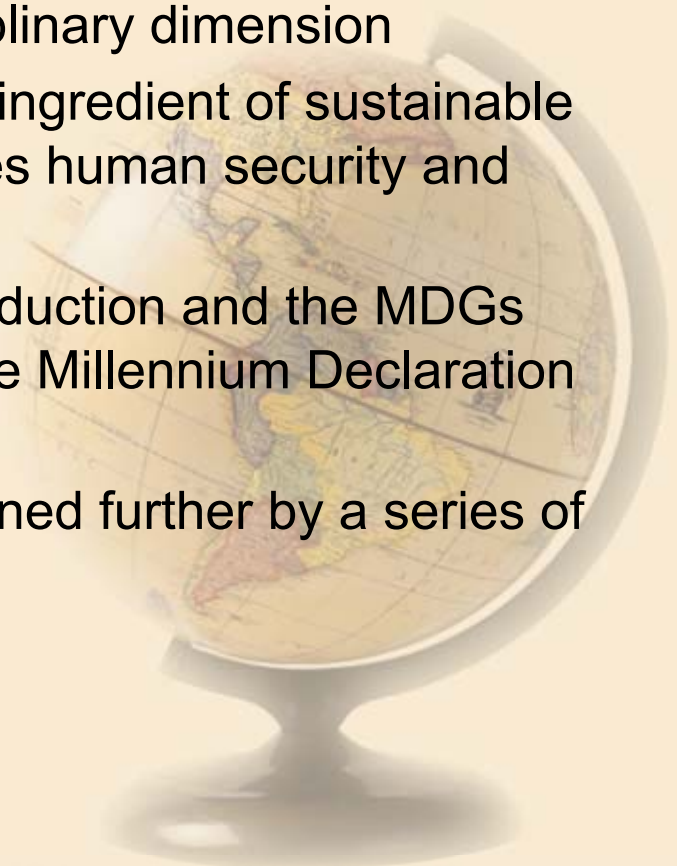 plinary dimension
ingredient of sustainable
es human security and
duction and the MDGs
e Millennium Declaration
ned further by a series of